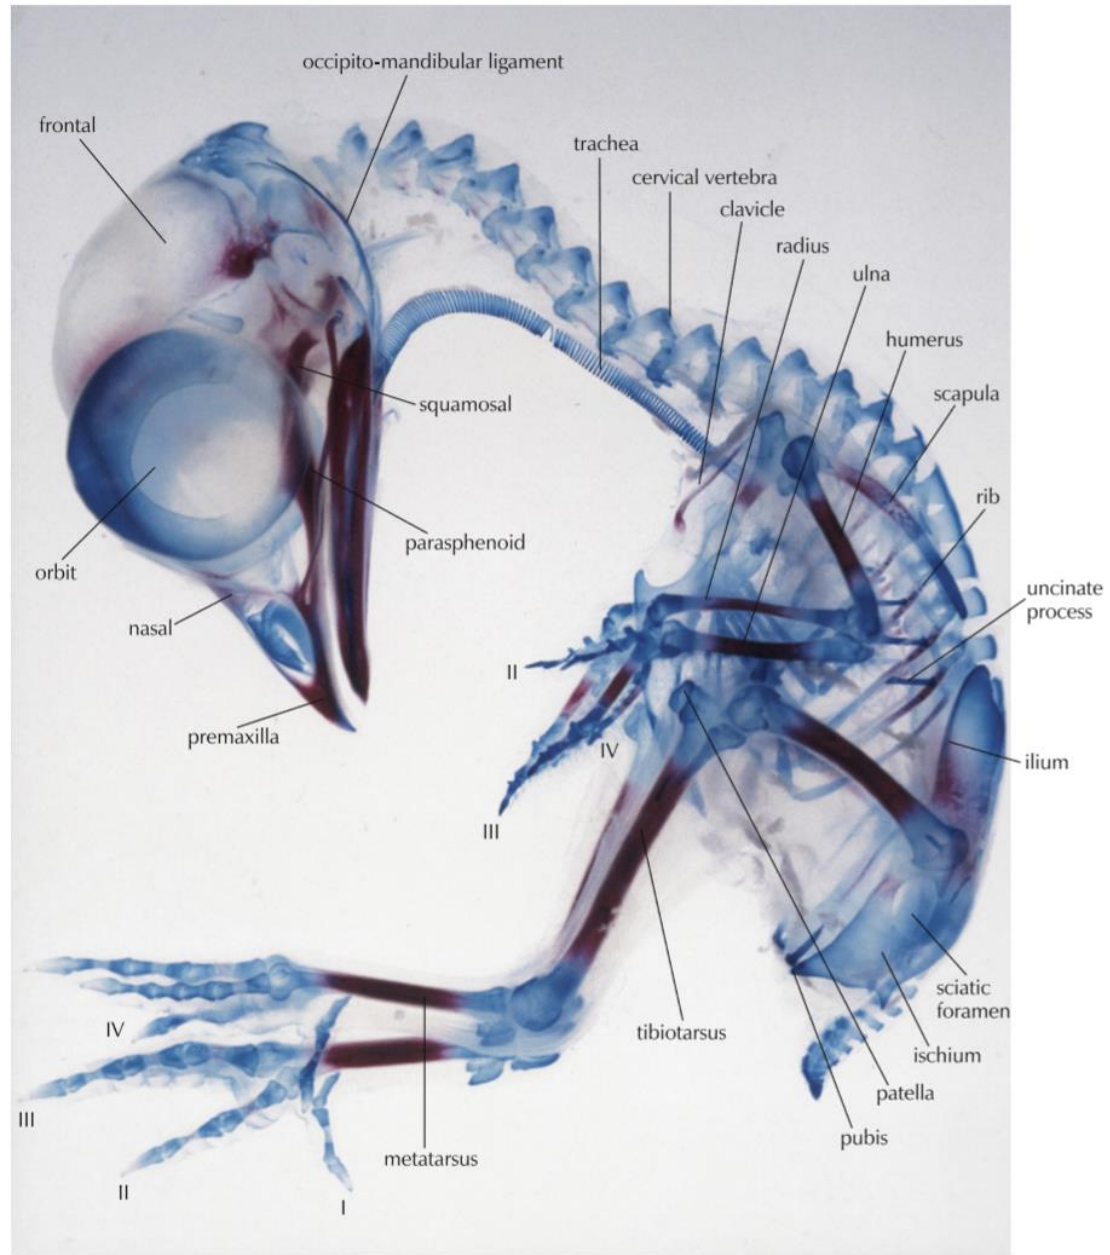 occipito-mandibular ligament
frontal
trachea
cervical vertebra
clavicle
radius
ulna
humerus
scapula
squamosal
rib
parasphenoid
orbit
uncinate
process
nasal
II
premaxilla
IV
ilium
III
sciatic
foramen
IV
tibiotarsus
ischium
patella
III
pubis
metatarsus
II
I